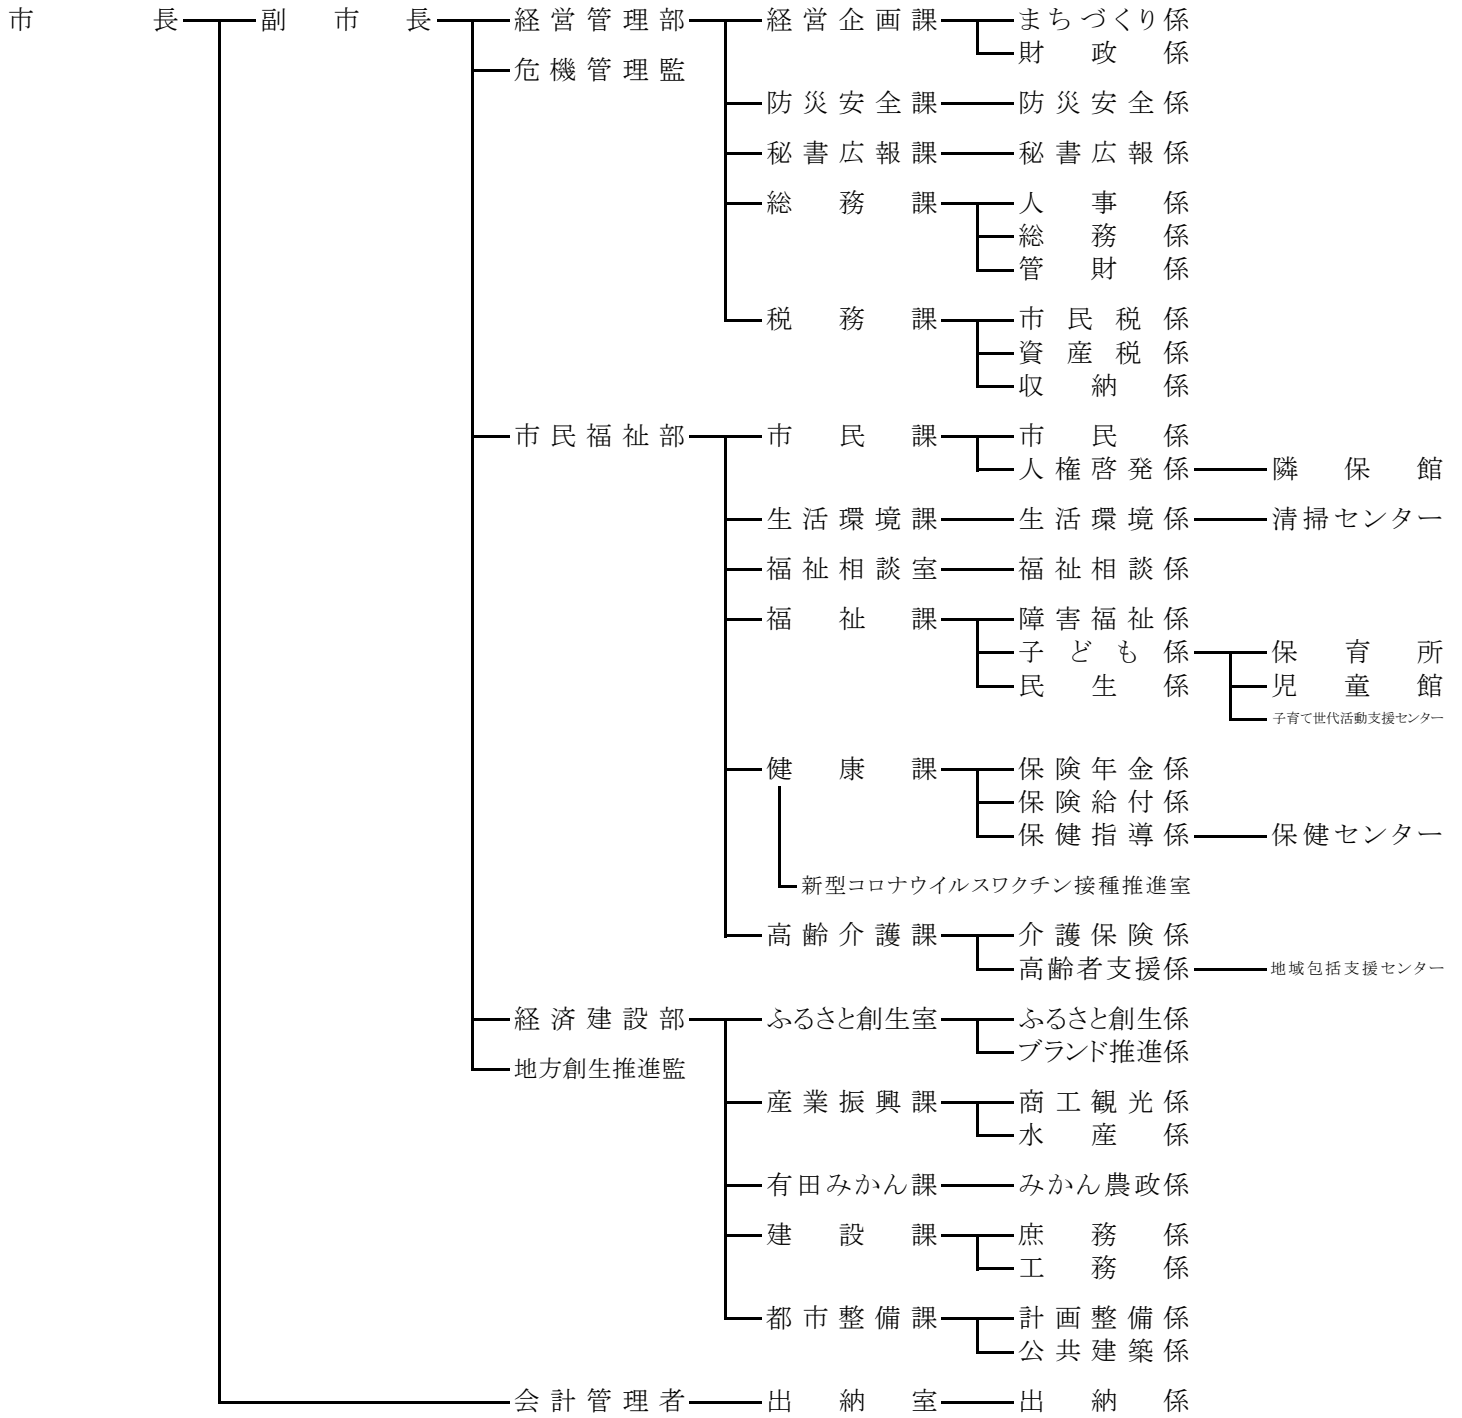 市長 副市長 経営管理部 経営企画課 まちづくり係
財政係
危機管理監
防災安全課 防災安全係
秘書広報課 秘書広報係
総務課 人事係
総務係
管財係
税務課 市民税係
資産税係
収納係
市民福祉部 市民課 市民係
人権啓発係 隣保館
生活環境課 生活環境係 清掃センター
福祉相談室 福祉相談係
福祉課 障害福祉係
子ども係 保育所
民生係 児童館
子育て世代活動支援センター
健康課 保険年金係
保険給付係
保健指導係 保健センター
新型コロナウイルスワクチン接種推進室
高齢介護課 介護保険係
高齢者支援係 地域包括支援センター
経済建設部 ふるさと創生室 ふるさと創生係
ブランド推進係
地方創生推進監
産業振興課 商工観光係
水産係
有田みかん課 みかん農政係
建設課 庶務係
工務係
都市整備課 計画整備係
公共建築係
会計管理者 出納室 出納係